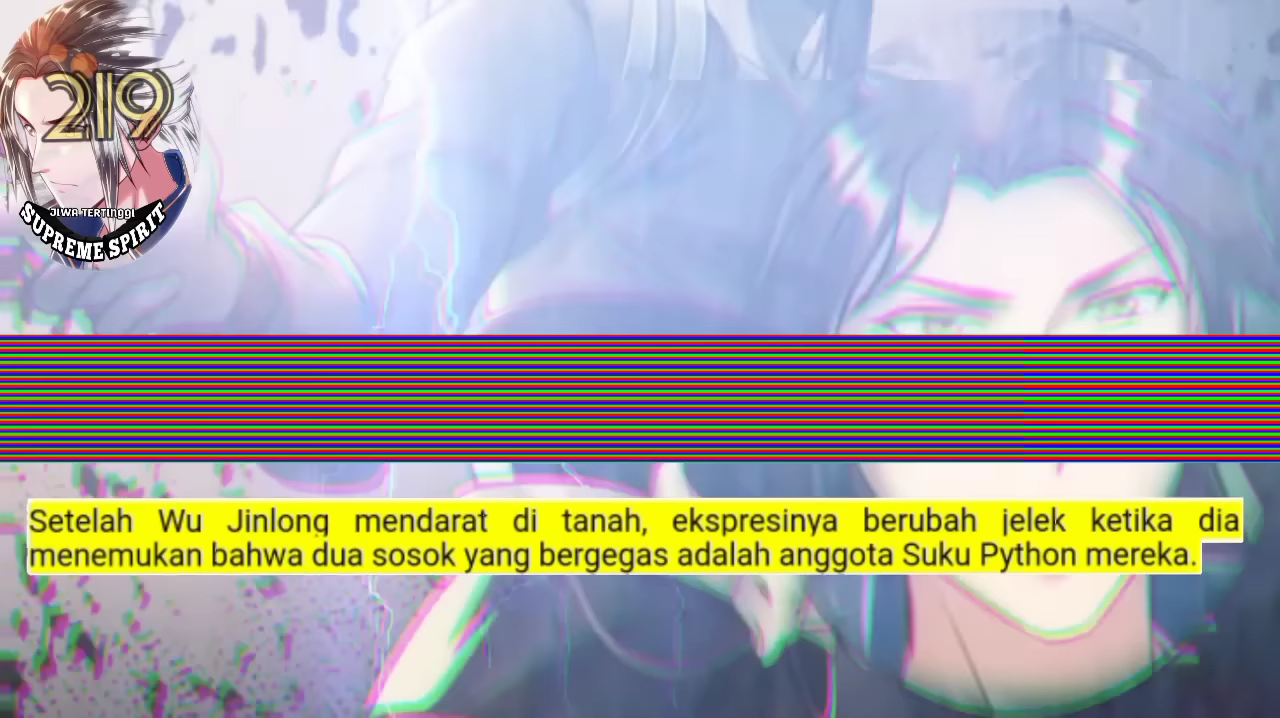 219
JIWA TERTINGGI
SUPREME SPIRIT
Setelah Wu Jinlong mendarat di tanah, ekspresinya berubah jelek ketika dia
menemukan bahwa dua sosok yang bergegas adalah anggota Suku Python mereka.